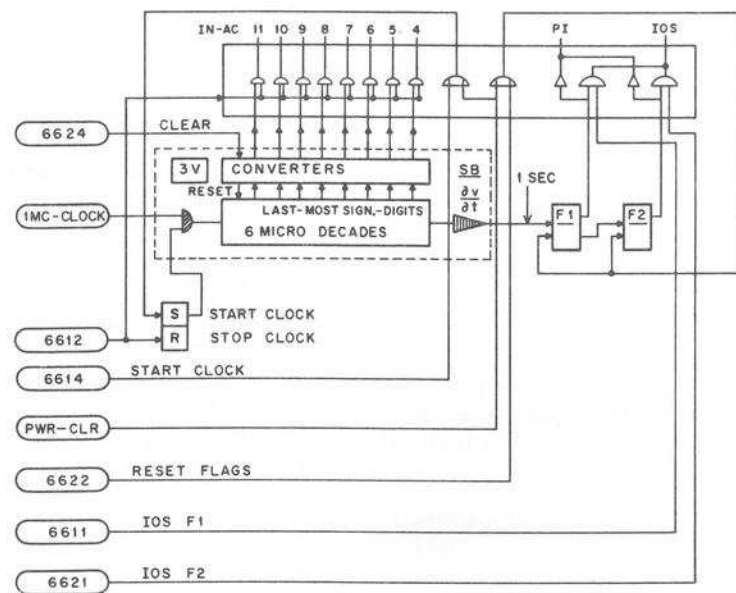 IN-AC 11 10 9 8 7 6 5 4 PI IOS
6624 CLEAR
3V CONVERTERS
SB
∂v
∂t
1 SEC
RESET
1MC-CLOCK
LAST-MOST SIGN.-DIGITS
6 MICRO DECADES
F1 F2
S START CLOCK
R STOP CLOCK
6612
6614 START CLOCK
PWR-CLR
6622 RESET FLAGS
6611 IOS F1
6621 IOS F2